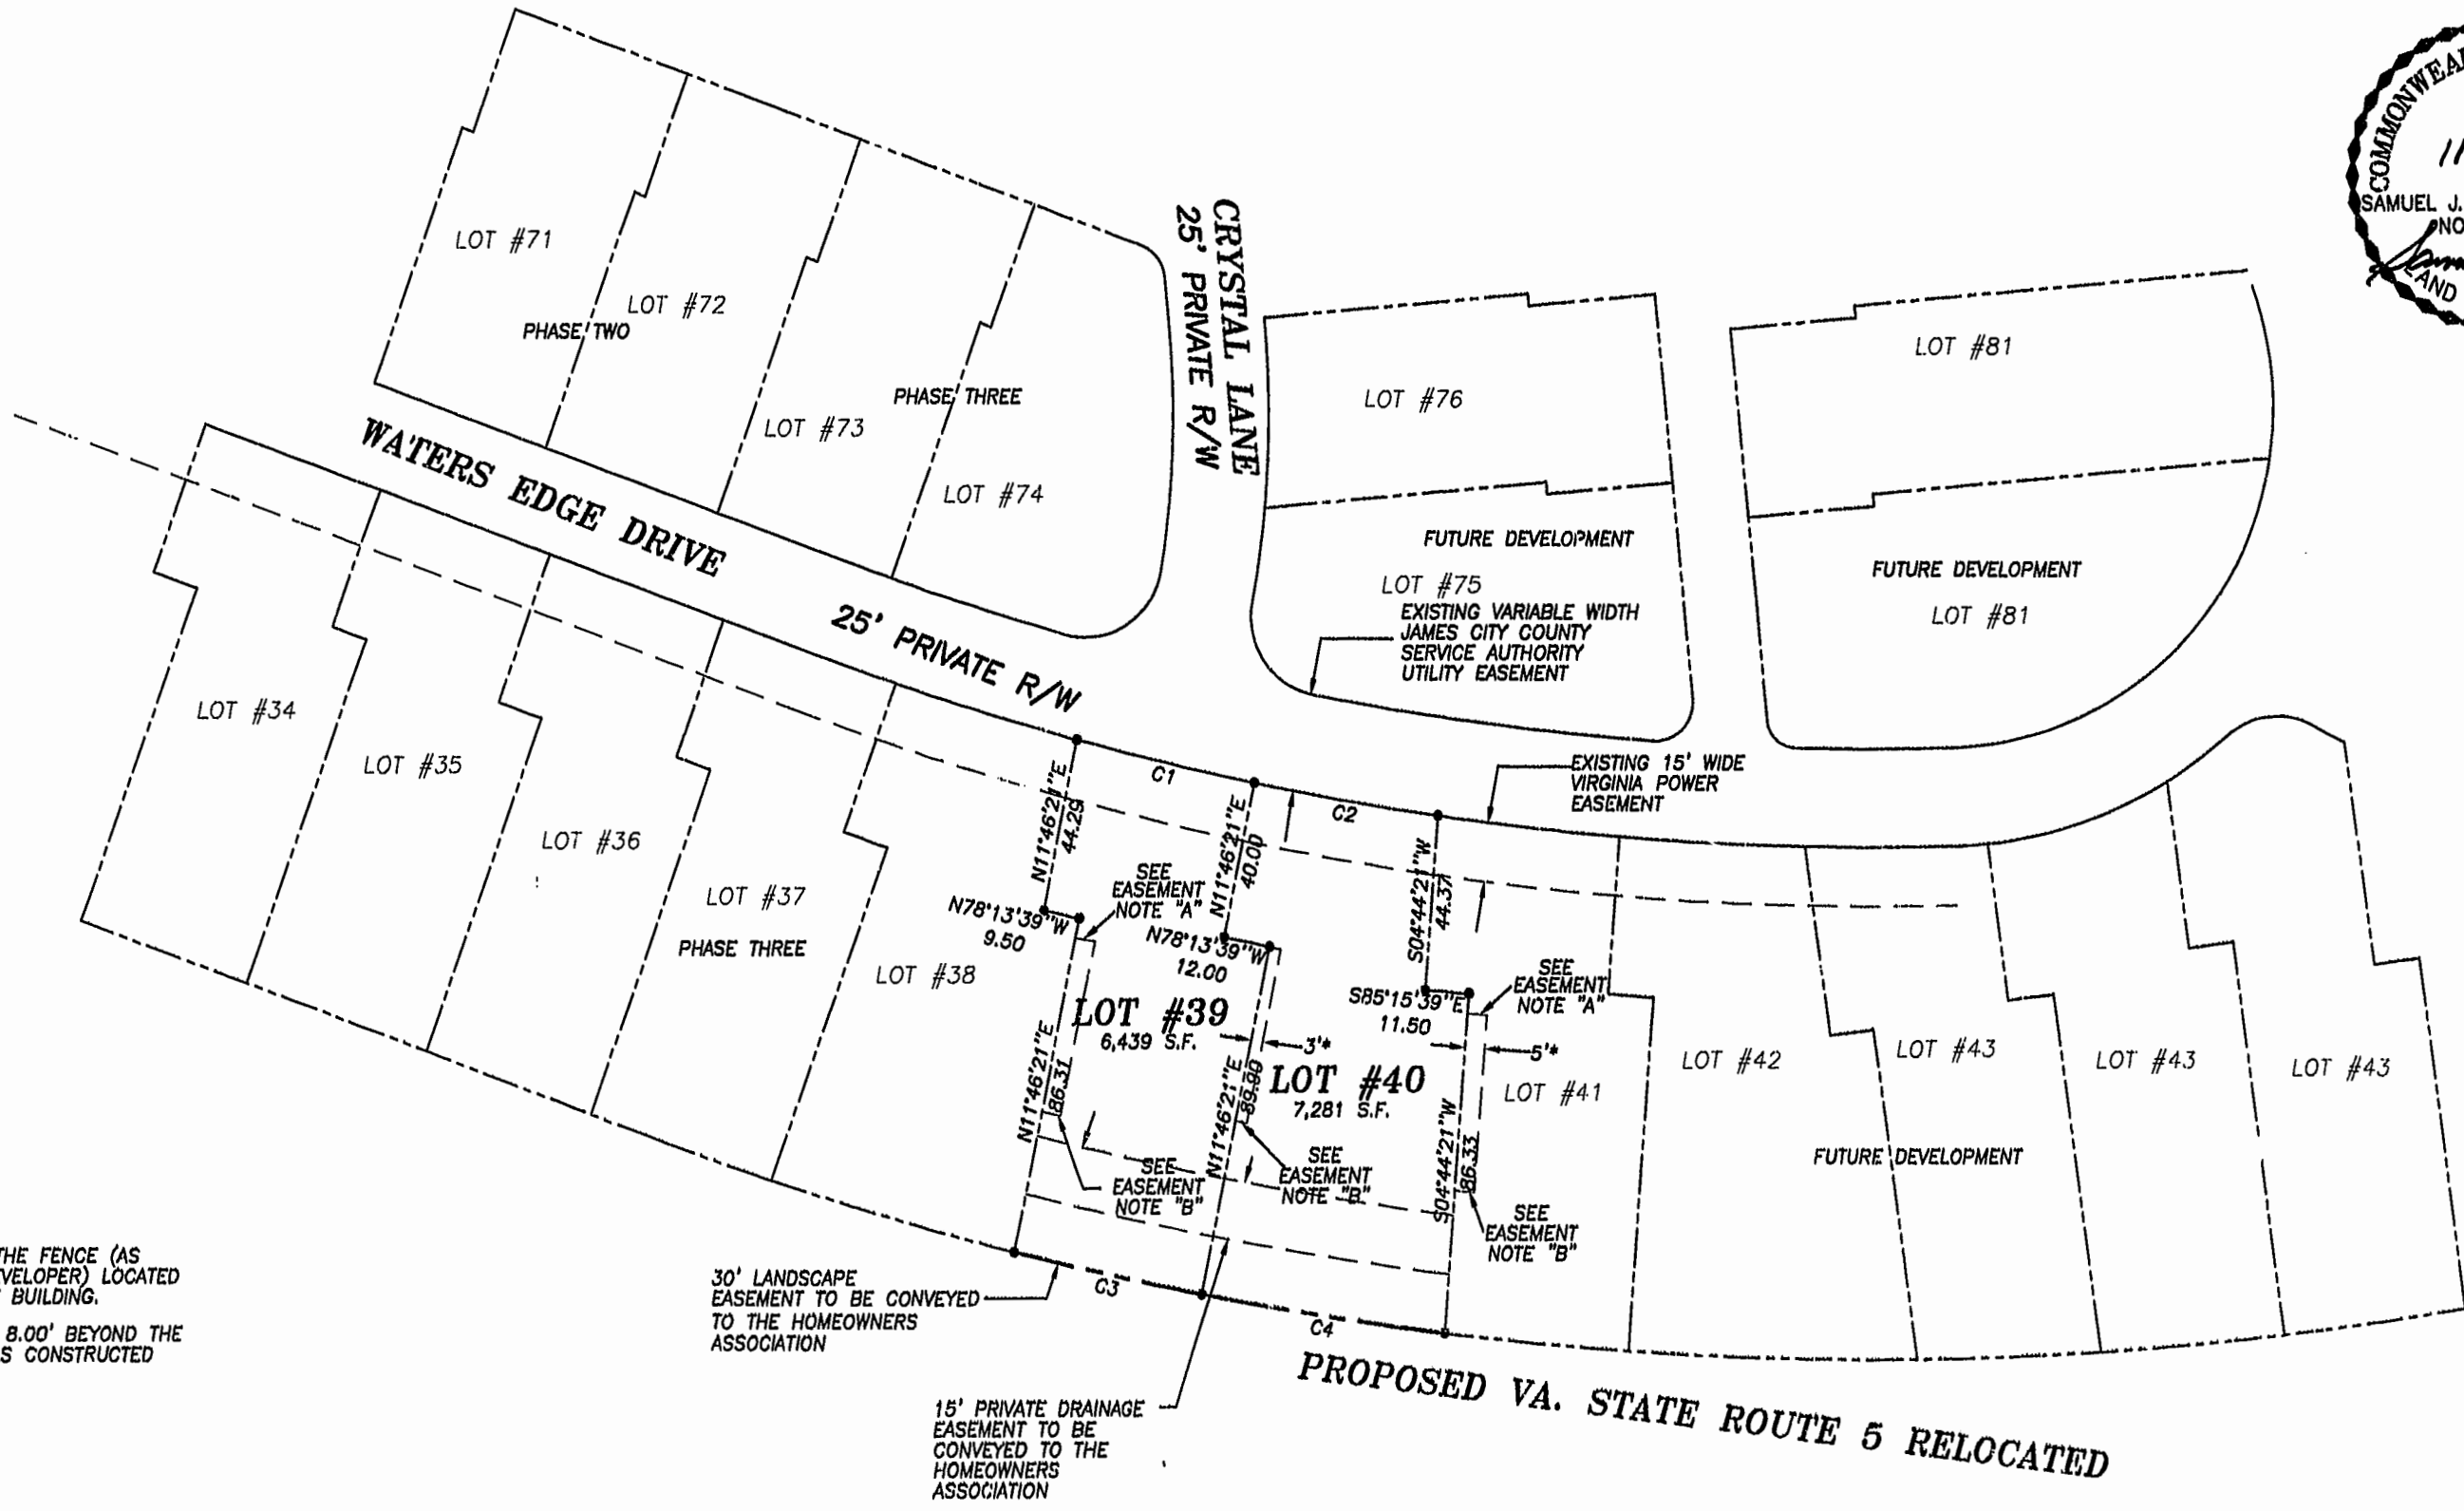 COMMONWEAL
11
SAMUEL J.
NO
LAND
CRYSTAL LANE
25' PRIVATE R/W
LOT #71
LOT #72
PHASE TWO
LOT #73
PHASE THREE
LOT #74
LOT #76
LOT #81
WATERS EDGE DRIVE
25' PRIVATE R/W
FUTURE DEVELOPMENT
LOT #75
EXISTING VARIABLE WIDTH
JAMES CITY COUNTY
SERVICE AUTHORITY
UTILITY EASEMENT
FUTURE DEVELOPMENT
LOT #81
LOT #34
LOT #35
LOT #36
LOT #37
PHASE THREE
LOT #38
C1
C2
EXISTING 15' WIDE
VIRGINIA POWER
EASEMENT
N11°46'21"E
44.29
N11°46'21"E
40.00
S04°44'21"W
44.37
SEE
EASEMENT
NOTE "A"
N78°13'39"W
9.50
N78°13'39"W
12.00
SEE
EASEMENT
NOTE "A"
S85°15'39"E
11.50
LOT #39
6,439 S.F.
3'*
5'*
LOT #40
7,281 S.F.
LOT #41
LOT #42
LOT #43
LOT #43
LOT #43
N11°46'21"E
86.31
N11°46'21"E
89.90
S04°44'21"W
86.33
SEE
EASEMENT
NOTE "B"
SEE
EASEMENT
NOTE "B"
SEE
EASEMENT
NOTE "B"
FUTURE DEVELOPMENT
THE FENCE (AS
VELOPER) LOCATED
BUILDING.
8.00' BEYOND THE
S CONSTRUCTED
30' LANDSCAPE
EASEMENT TO BE CONVEYED
TO THE HOMEOWNERS
ASSOCIATION
C3
C4
15' PRIVATE DRAINAGE
EASEMENT TO BE
CONVEYED TO THE
HOMEOWNERS
ASSOCIATION
PROPOSED VA. STATE ROUTE 5 RELOCATED